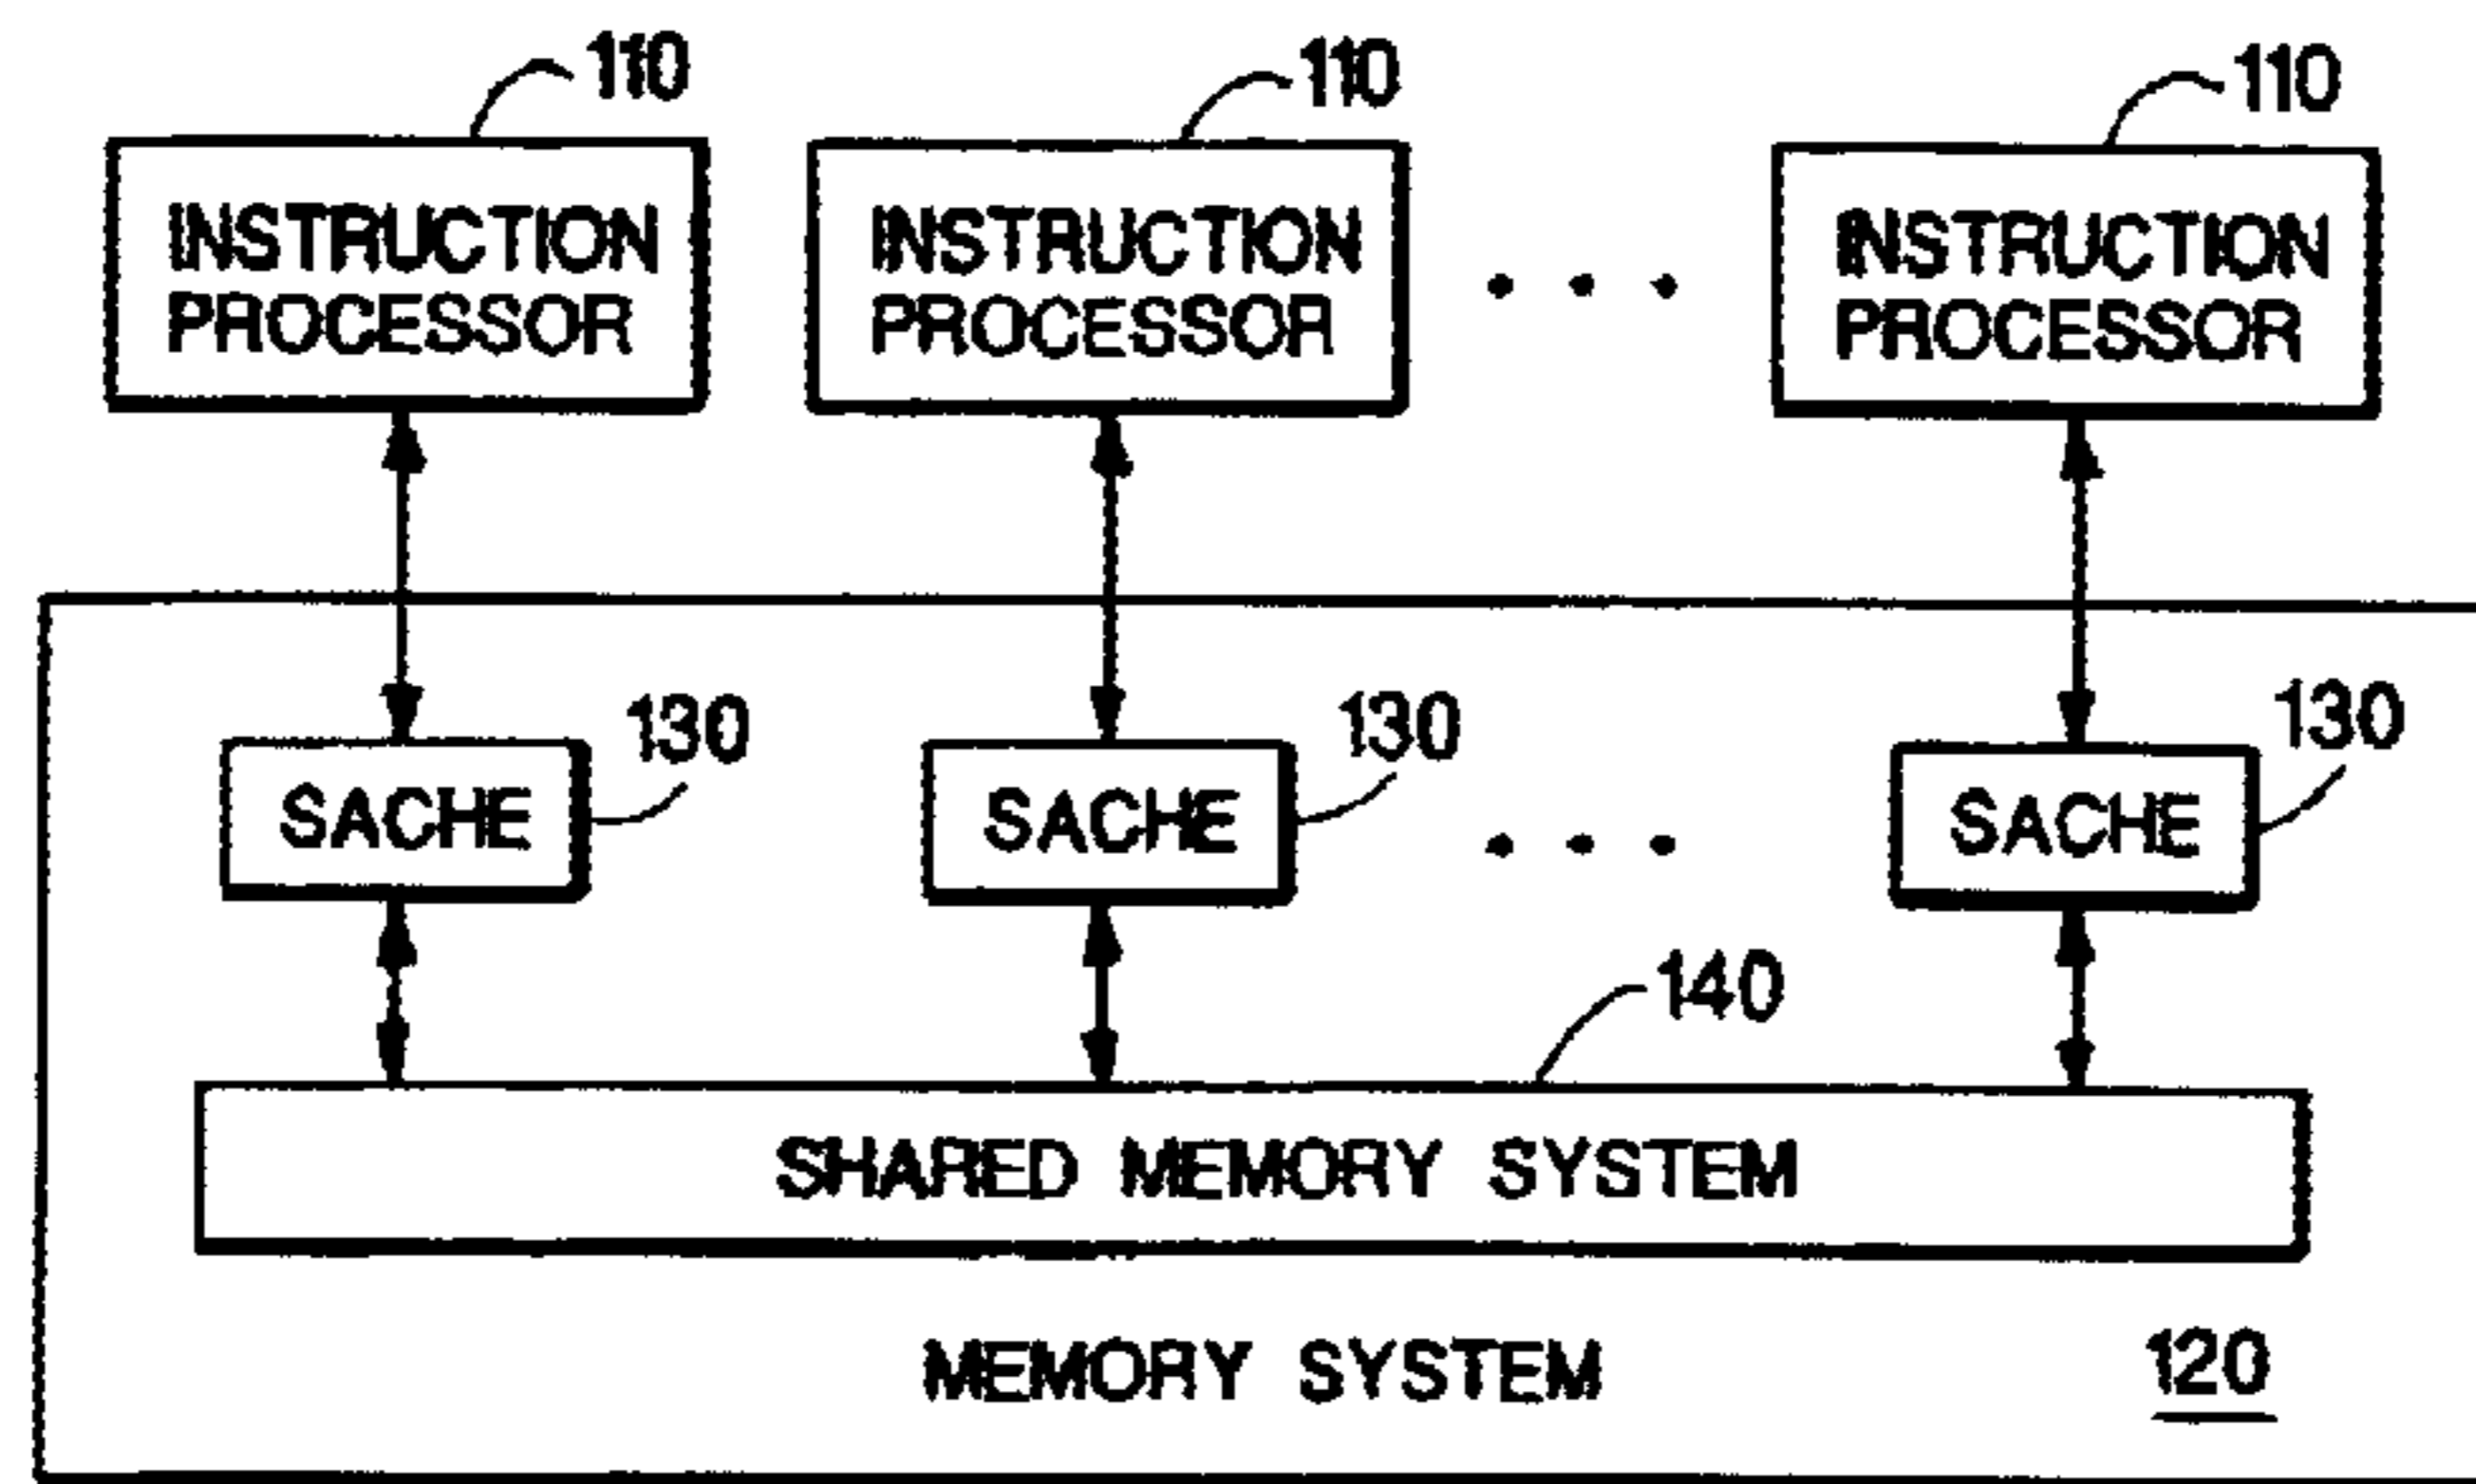 110 110 110
INSTRUCTION PROCESSOR
INSTRUCTION PROCESSOR
INSTRUCTION PROCESSOR
130 130 130
SACHE SACHE SACHE
140
SHARED MEMORY SYSTEM
MEMORY SYSTEM 120